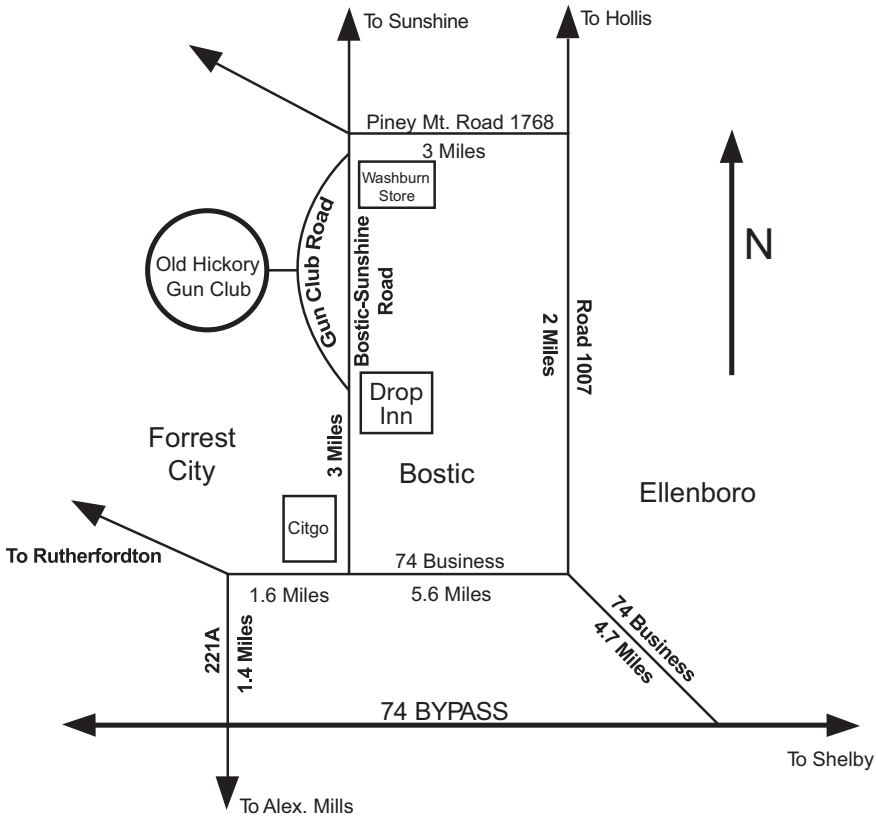 To Sunshine
To Hollis
Piney Mt. Road 1768
3 Miles
Washburn
Store
Gun Club Road
Bostic-Sunshine
Road
Old Hickory
Gun Club
N
2 Miles
Road 1007
Drop
Inn
3 Miles
Forrest
City
Bostic
Ellenboro
Citgo
To Rutherfordton
74 Business
1.6 Miles
5.6 Miles
221A
1.4 Miles
74 Business
4.7 Miles
74 BYPASS
To Shelby
To Alex. Mills